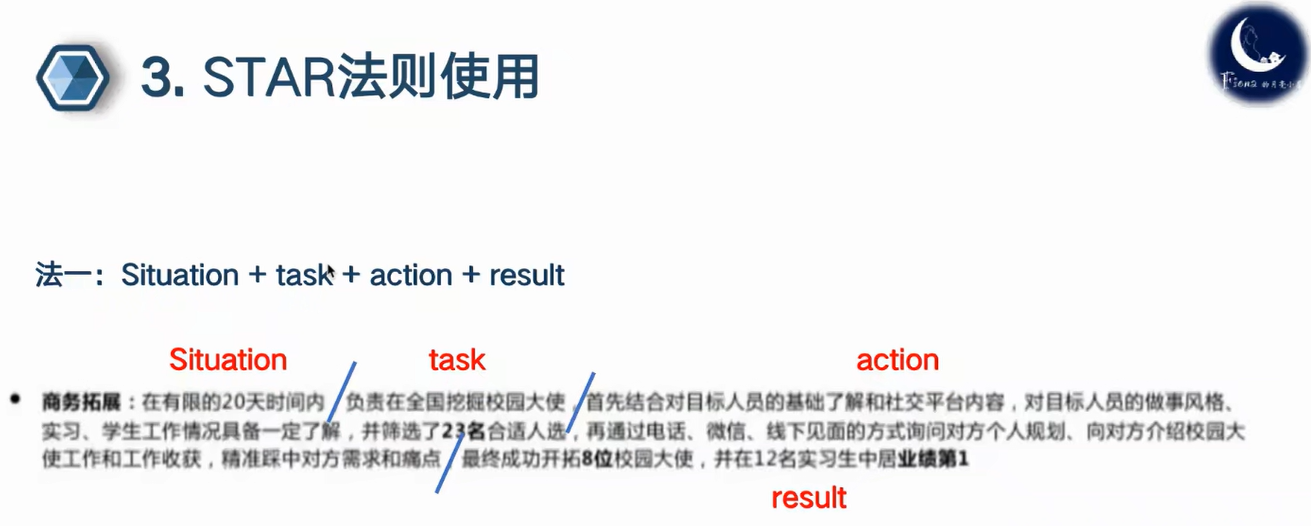 3. STAR法则使用
法一：Situation + task + action + result
Situation task action
商务拓展：在有限的20天时间内 负责在全国挖掘校园大使，首先结合对目标人员的基础了解和社交平台内容，对目标人员的做事风格、
实习、学生工作情况具备一定了解，并筛选了23名合适人选，再通过电话、微信、线下见面的方式询问对方个人规划、向对方介绍校园大
使工作和工作收获，精准踩中对方需求和痛点 最终成功开拓8位校园大使，并在12名实习生中居业绩第1
result